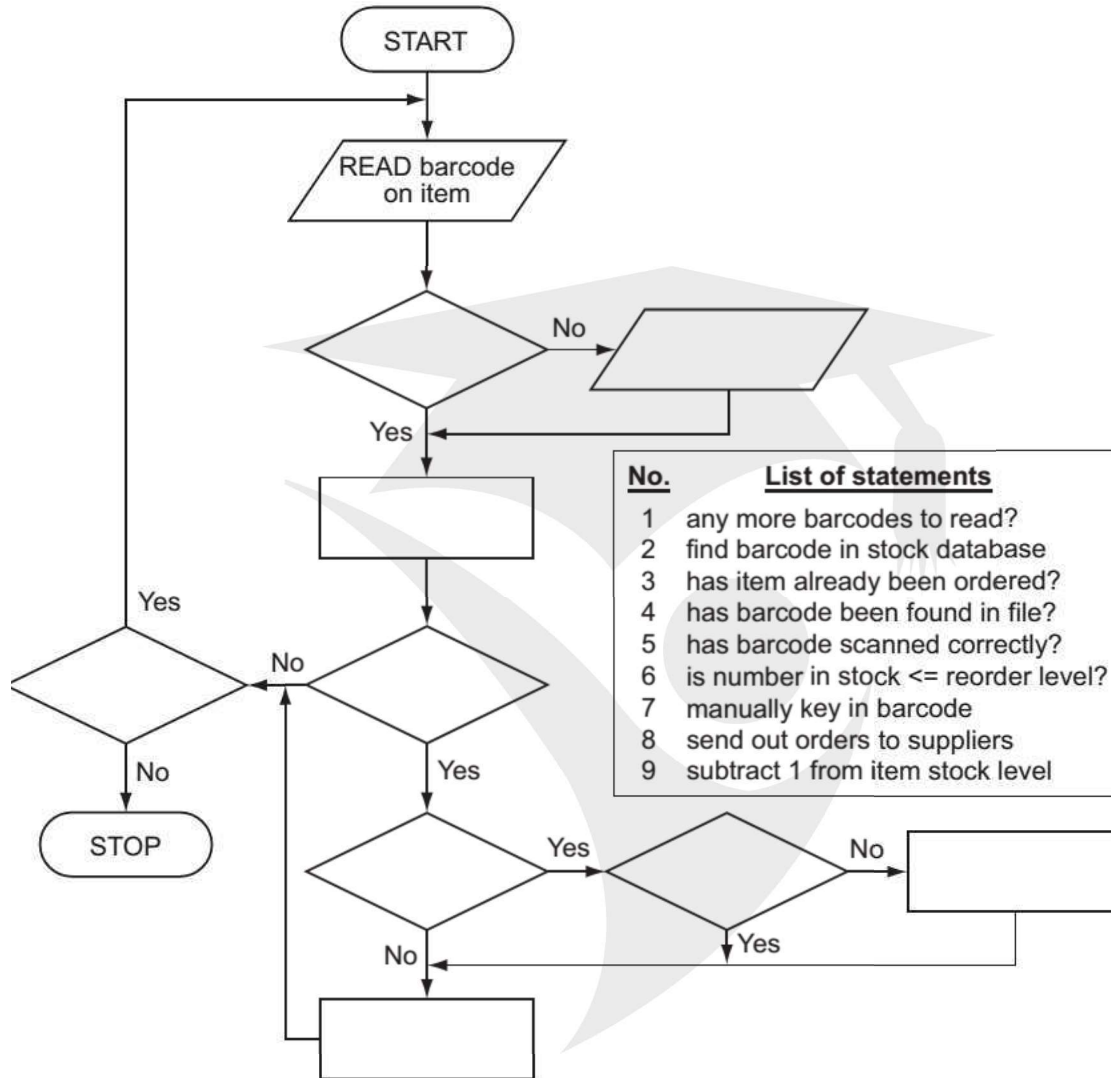 START
READ barcode
on item
No
Yes
No. List of statements
1 any more barcodes to read?
2 find barcode in stock database
3 has item already been ordered?
4 has barcode been found in file?
5 has barcode scanned correctly?
6 is number in stock <= reorder level?
7 manually key in barcode
8 send out orders to suppliers
9 subtract 1 from item stock level
Yes
No
No
Yes
STOP
Yes
No
No
Yes